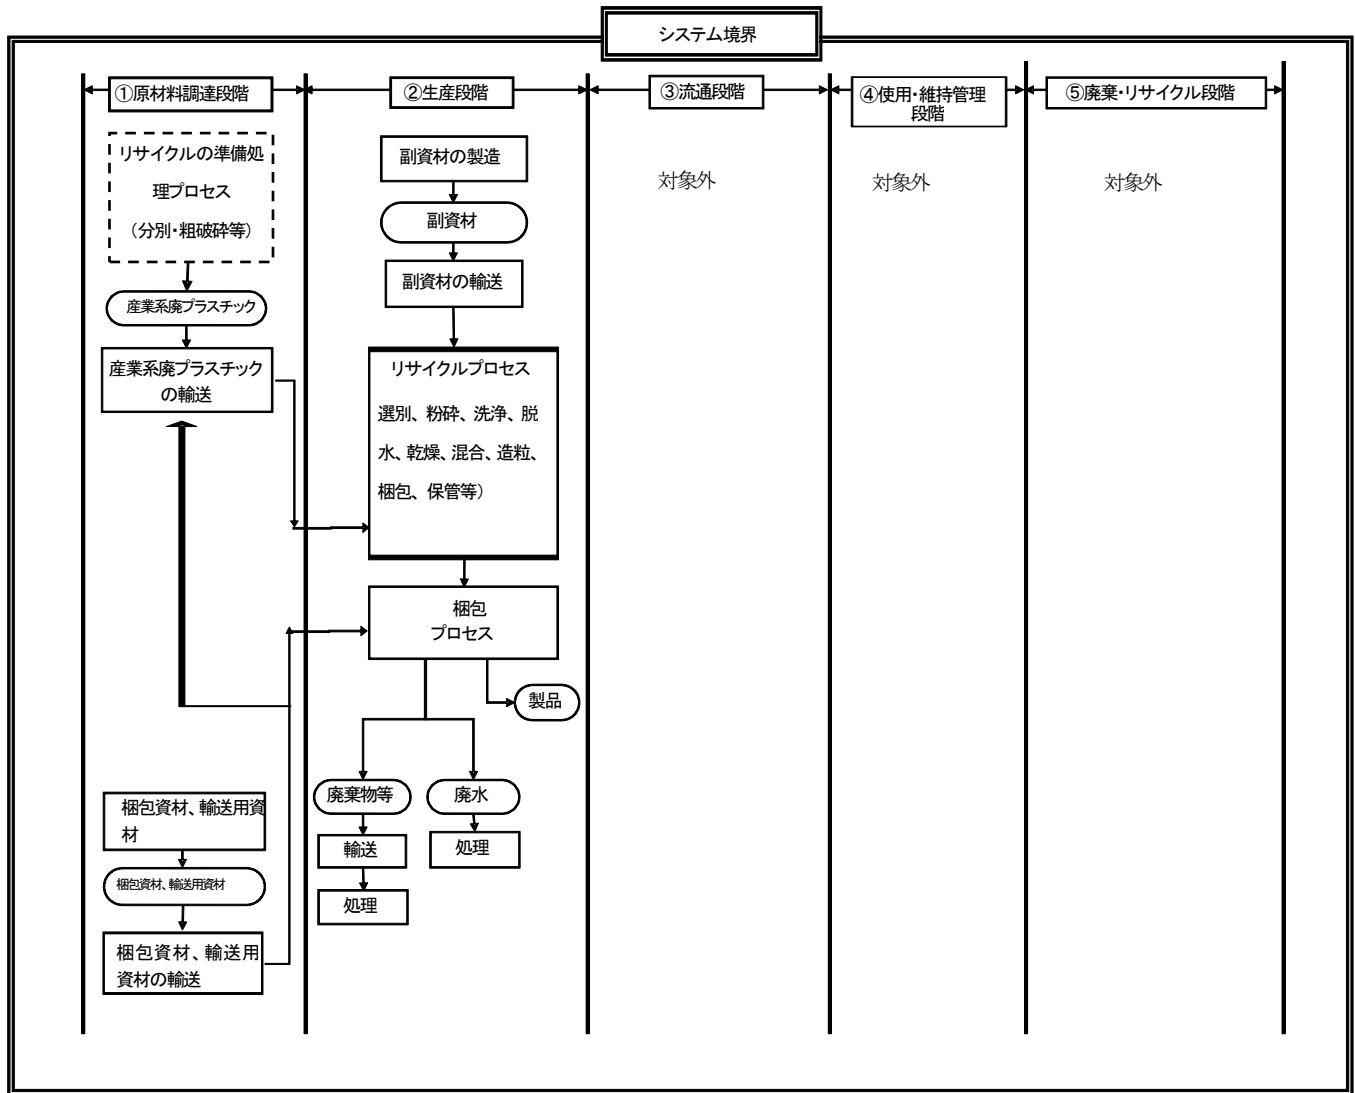 システム境界
①原材料調達段階
②生産段階
③流通段階
④使用・維持管理
段階
⑤廃棄・リサイクル段階
リサイクルの準備処
理プロセス
（分別・粗破砕等）
産業系廃プラスチック
産業系廃プラスチック
の輸送
梱包資材、輸送用資
材
梱包資材、輸送用資材
梱包資材、輸送用
資材の輸送
副資材の製造
副資材
副資材の輸送
リサイクルプロセス
選別、粉砕、洗浄、脱
水、乾燥、混合、造粒、
梱包、保管等）
梱包
プロセス
製品
廃棄物等
輸送
処理
廃水
処理
対象外
対象外
対象外